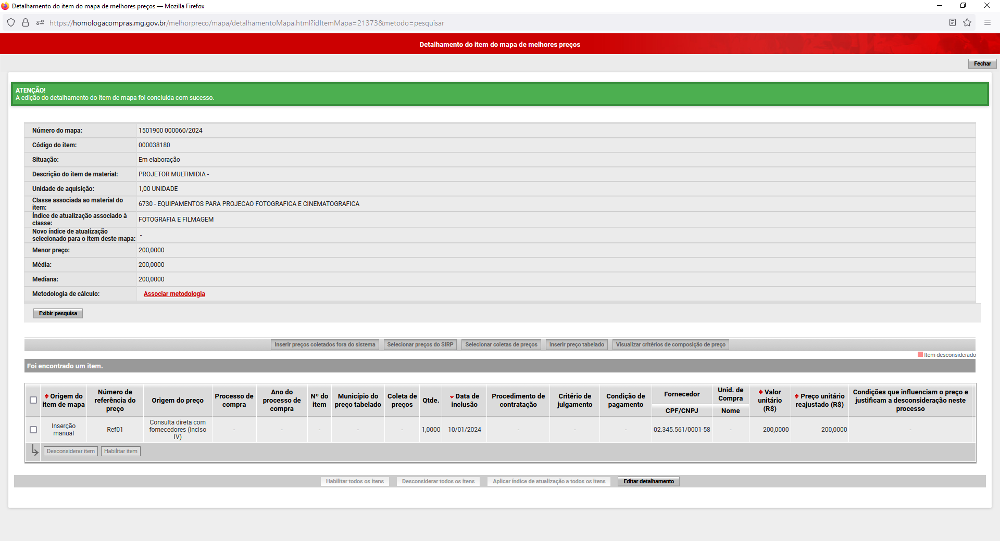 Detalhamento do item do mapa de melhores preços — Mozilla Firefox
https://homologacompras.mg.gov.br/melhorpreco/mapa/detalhamentoMapa.html?idItemMapa=21373&metodo=pesquisar
Detalhamento do item do mapa de melhores preços
Fechar
ATENÇÃO!
A edição do detalhamento do item de mapa foi concluída com sucesso.
Número do mapa: 1501900 000060/2024
Código do item: 000038180
Situação: Em elaboração
Descrição do item de material: PROJETOR MULTIMIDIA -
Unidade de aquisição: 1,00 UNIDADE
Classe associada ao material do
item: 6730 - EQUIPAMENTOS PARA PROJECAO FOTOGRAFICA E CINEMATOGRAFICA
Índice de atualização associado à
classe: FOTOGRAFIA E FILMAGEM
Novo índice de atualização
selecionado para o item deste mapa: -
Menor preço: 200,0000
Média: 200,0000
Mediana: 200,0000
Metodologia de cálculo: Associar metodologia
Exibir pesquisa
Inserir preços coletados fora do sistema Selecionar preços do SIRP Selecionar coletas de preços Inserir preço tabelado Visualizar critérios de composição de preço
Item desconsiderado
Foi encontrado um item.
Origem do
item de mapa
Número de
referência do
preço
Origem do preço
Processo de
compra
Ano do
processo de
compra
Nº do
item
Município do
preço tabelado
Coleta de
preços
Qtde.
Data de
inclusão
Procedimento de
contratação
Critério de
julgamento
Condição de
pagamento
Fornecedor
CPF/CNPJ
Unid. de
Compra
Nome
Valor
unitário
(R$)
Preço unitário
reajustado (R$)
Condições que influenciam o preço e
justificam a desconsideração neste
processo
Inserção
manual
Ref01
Consulta direta com
fornecedores (inciso
IV)
- - - - - 1,0000 10/01/2024 - - - 02.345.561/0001-58 - 200,0000 200,0000 -
Desconsiderar item Habilitar item
Habilitar todos os itens Desconsiderar todos os itens Aplicar índice de atualização a todos os itens Editar detalhamento